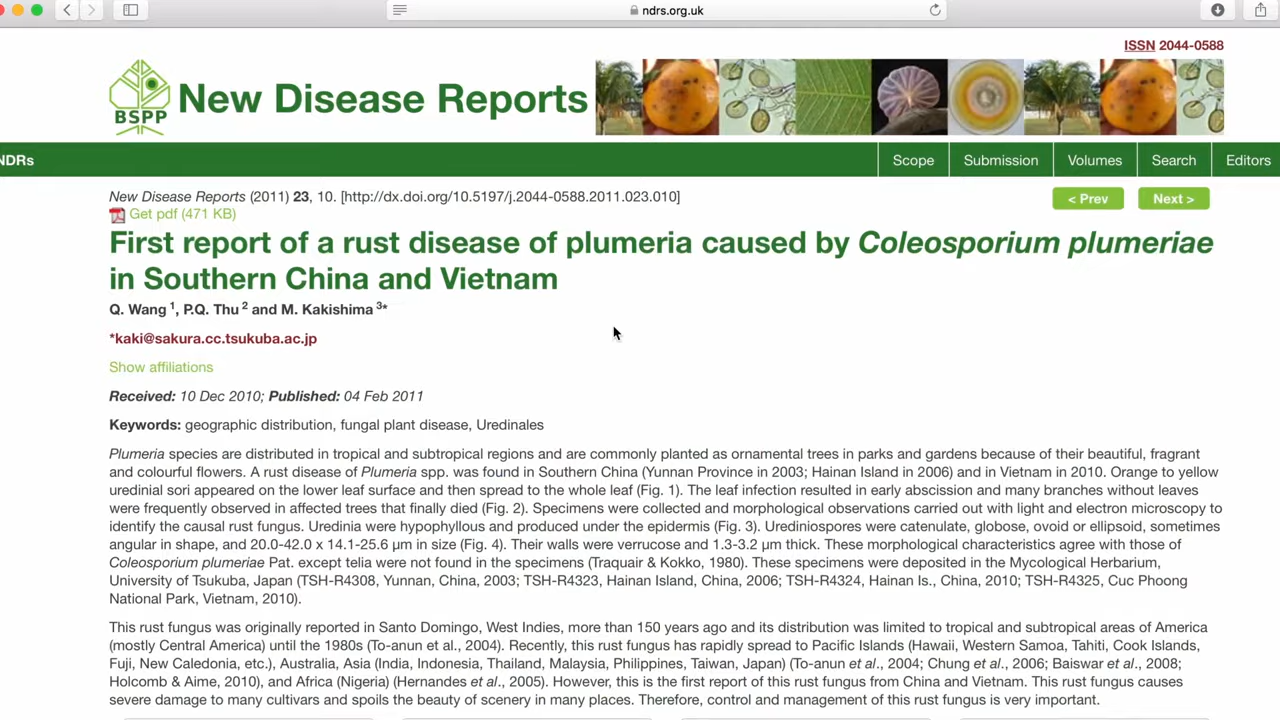 ndrs.org.uk
ISSN 2044-0588
BSPP
New Disease Reports
NDRs
Scope
Submission
Volumes
Search
Editors
New Disease Reports (2011) 23, 10. [http://dx.doi.org/10.5197/j.2044-0588.2011.023.010]
< Prev
Next >
Get pdf (471 KB)
First report of a rust disease of plumeria caused by Coleosporium plumeriae
in Southern China and Vietnam
Q. Wang 1, P.Q. Thu 2 and M. Kakishima 3*
*kaki@sakura.cc.tsukuba.ac.jp
Show affiliations
Received: 10 Dec 2010; Published: 04 Feb 2011
Keywords: geographic distribution, fungal plant disease, Uredinales
Plumeria species are distributed in tropical and subtropical regions and are commonly planted as ornamental trees in parks and gardens because of their beautiful, fragrant
and colourful flowers. A rust disease of Plumeria spp. was found in Southern China (Yunnan Province in 2003; Hainan Island in 2006) and in Vietnam in 2010. Orange to yellow
uredinial sori appeared on the lower leaf surface and then spread to the whole leaf (Fig. 1). The leaf infection resulted in early abscission and many branches without leaves
were frequently observed in affected trees that finally died (Fig. 2). Specimens were collected and morphological observations carried out with light and electron microscopy to
identify the causal rust fungus. Uredinia were hypophyllous and produced under the epidermis (Fig. 3). Urediniospores were catenulate, globose, ovoid or ellipsoid, sometimes
angular in shape, and 20.0-42.0 x 14.1-25.6 µm in size (Fig. 4). Their walls were verrucose and 1.3-3.2 µm thick. These morphological characteristics agree with those of
Coleosporium plumeriae Pat. except telia were not found in the specimens (Traquair & Kokko, 1980). These specimens were deposited in the Mycological Herbarium,
University of Tsukuba, Japan (TSH-R4308, Yunnan, China, 2003; TSH-R4323, Hainan Island, China, 2006; TSH-R4324, Hainan Is., China, 2010; TSH-R4325, Cuc Phoong
National Park, Vietnam, 2010).
This rust fungus was originally reported in Santo Domingo, West Indies, more than 150 years ago and its distribution was limited to tropical and subtropical areas of America
(mostly Central America) until the 1980s (To-anun et al., 2004). Recently, this rust fungus has rapidly spread to Pacific Islands (Hawaii, Western Samoa, Tahiti, Cook Islands,
Fuji, New Caledonia, etc.), Australia, Asia (India, Indonesia, Thailand, Malaysia, Philippines, Taiwan, Japan) (To-anun et al., 2004; Chung et al., 2006; Baiswar et al., 2008;
Holcomb & Aime, 2010), and Africa (Nigeria) (Hernandes et al., 2005). However, this is the first report of this rust fungus from China and Vietnam. This rust fungus causes
severe damage to many cultivars and spoils the beauty of scenery in many places. Therefore, control and management of this rust fungus is very important.